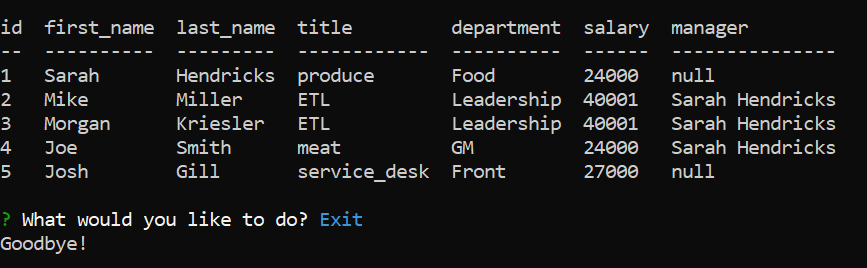 id  first_name  last_name  title         department  salary  manager
--  ----------  ---------  ------------  ----------  ------  ---------------
1   Sarah       Hendricks  produce       Food        24000   null
2   Mike        Miller     ETL           Leadership  40001   Sarah Hendricks
3   Morgan      Kriesler   ETL           Leadership  40001   Sarah Hendricks
4   Joe         Smith      meat          GM          24000   Sarah Hendricks
5   Josh        Gill       service_desk  Front       27000   null
? What would you like to do? Exit
Goodbye!